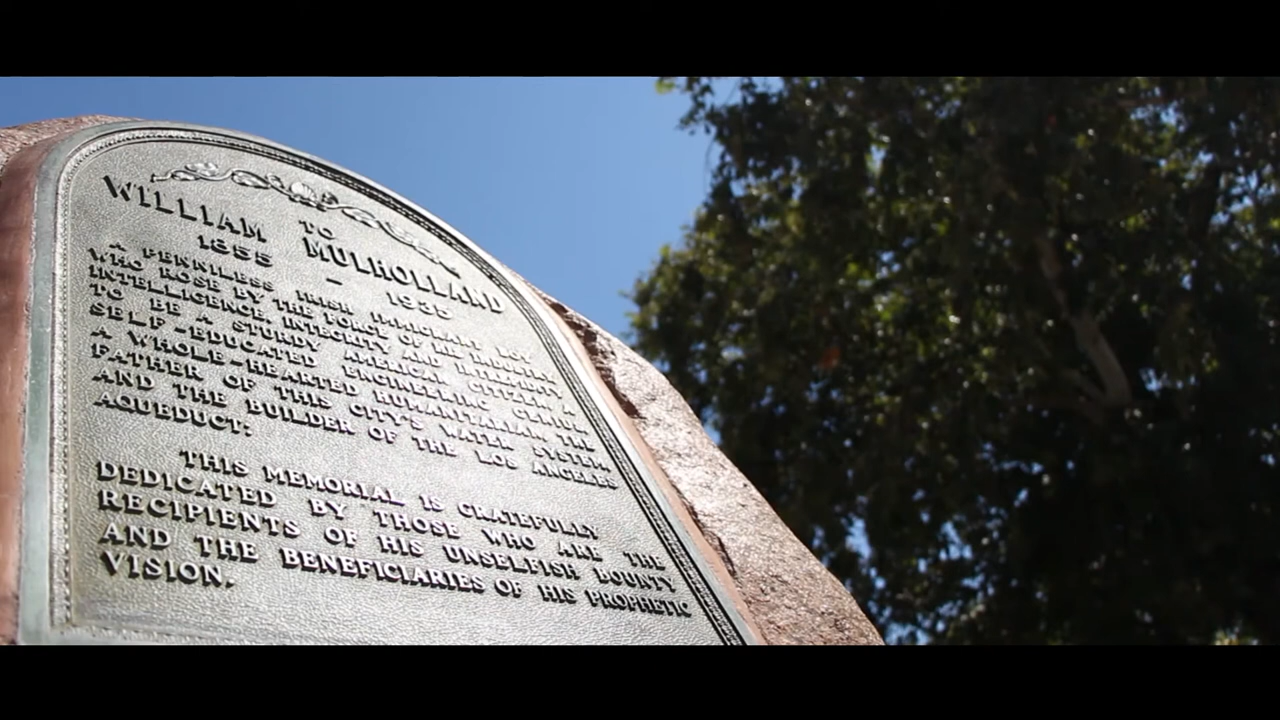 TO
WILLIAM MULHOLLAND
1855 - 1935
A PENNILESS IRISH IMMIGRANT BOY
WHO ROSE BY THE FORCE OF HIS INDUSTRY
INTELLIGENCE, INTEGRITY AND INTREPIDITY
TO BE A STURDY AMERICAN CITIZEN A
SELF-EDUCATED ENGINEERING GENIUS
A WHOLE-HEARTED HUMANITARIAN THE
FATHER OF THIS CITY'S WATER SYSTEM,
AND THE BUILDER OF THE LOS ANGELES
AQUEDUCT:
THIS MEMORIAL IS GRATEFULLY
DEDICATED BY THOSE WHO ARE THE
RECIPIENTS OF HIS UNSELFISH BOUNTY
AND THE BENEFICIARIES OF HIS PROPHETIC
VISION.